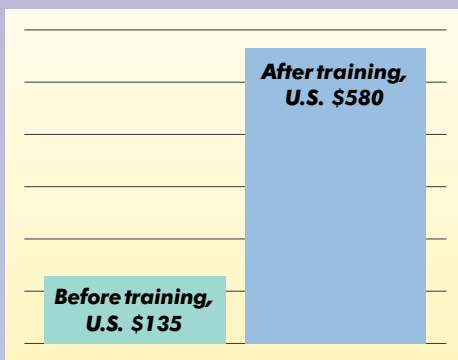 After training,
U.S. $580
Before training,
U.S. $135